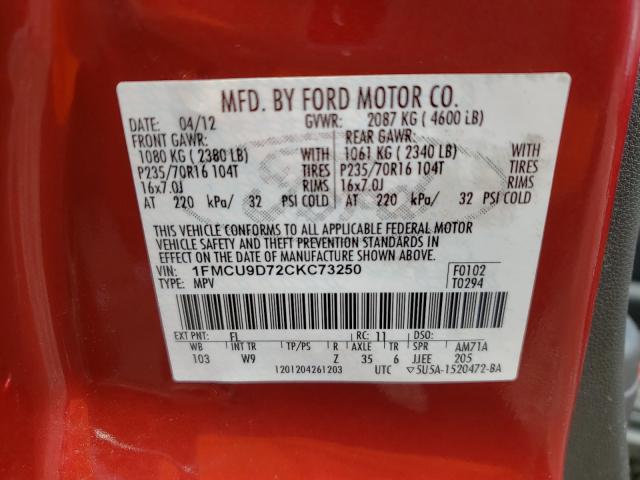 MFD. BY FORD MOTOR CO.
DATE: 04/12 GVWR: 2087 KG ( 4600 LB)
FRONT GAWR: REAR GAWR:
1080 KG ( 2380 LB) WITH 1061 KG ( 2340 LB) WITH
P235/70R16 104T TIRES P235/70R16 104T TIRES
16x7.0J RIMS 16x7.0J RIMS
AT 220 kPa/ 32 PSI COLD AT 220 kPa/ 32 PSI COLD
THIS VEHICLE CONFORMS TO ALL APPLICABLE FEDERAL MOTOR
VEHICLE SAFETY AND THEFT PREVENTION STANDARDS IN
EFFECT ON THE DATE OF MANUFACTURE SHOWN ABOVE.
VIN: 1FMCU9D72CKC73250 F0102
TYPE: MPV T0294
EXT PNT: FL RC: 11 DSO:
WB INT TR TP/PS R AXLE TR SPR AM71A
103 W9 Z 35 6 JJEE 205
1201204261203 UTC ▽5U5A-1520472-BA